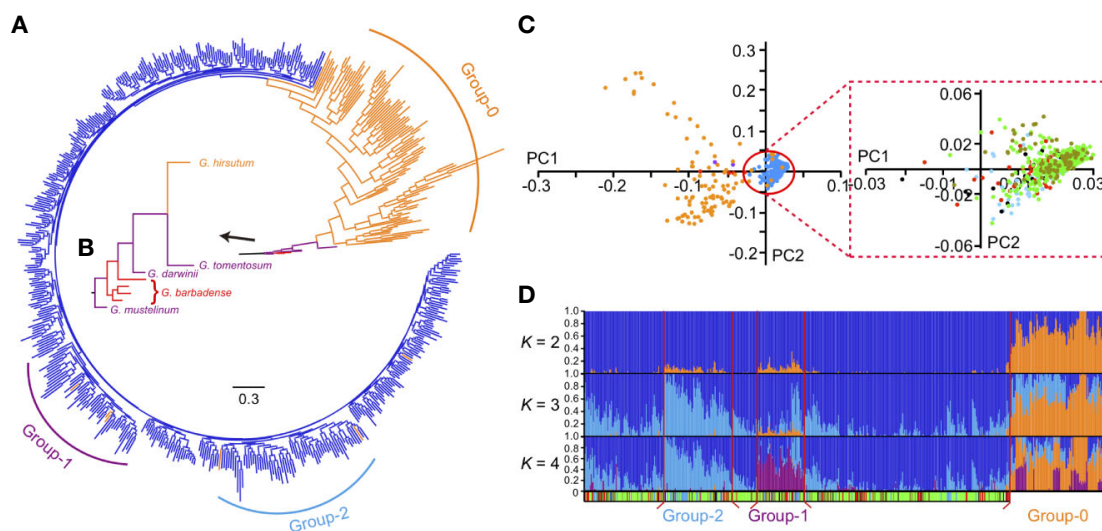 A
Group-0
G. hirsutum
B
G. tomentosum
G. darwinii
G. barbadense
G. mustelinum
0.3
Group-1
Group-2
C
0.3
0.2
0.1
PC1
-0.3
-0.2
-0.1
0.1
-0.1
-0.2
PC2
0.06
0.02
PC1
-0.03
-0.01
0.01
0.03
-0.02
-0.06
PC2
D
K = 2
1.0
0.8
0.6
0.4
0.2
1.0
K = 3
0.8
0.6
0.4
0.2
1.0
K = 4
0.8
0.6
0.4
0.2
0
Group-2
Group-1
Group-0